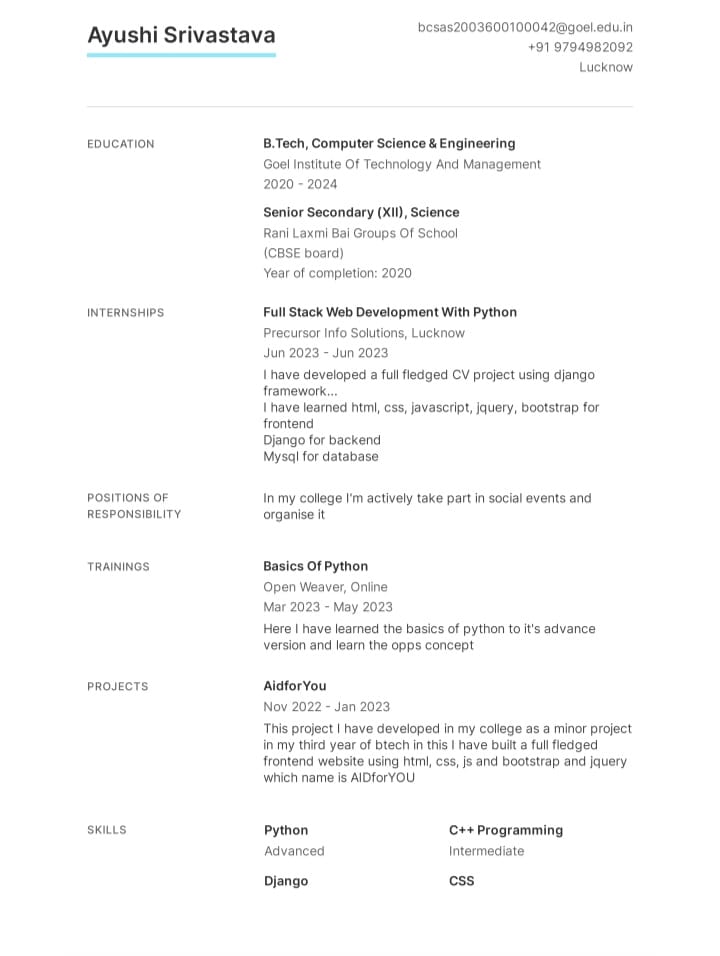 Ayushi Srivastava
bcsas2003600100042@goel.edu.in
+91 9794982092
Lucknow
EDUCATION
B.Tech, Computer Science & Engineering
Goel Institute Of Technology And Management
2020 - 2024
Senior Secondary (XII), Science
Rani Laxmi Bai Groups Of School
(CBSE board)
Year of completion: 2020
INTERNSHIPS
Full Stack Web Development With Python
Precursor Info Solutions, Lucknow
Jun 2023 - Jun 2023
I have developed a full fledged CV project using django
framework...
I have learned html, css, javascript, jquery, bootstrap for
frontend
Django for backend
Mysql for database
POSITIONS OF
RESPONSIBILITY
In my college I'm actively take part in social events and
organise it
TRAININGS
Basics Of Python
Open Weaver, Online
Mar 2023 - May 2023
Here I have learned the basics of python to it's advance
version and learn the opps concept
PROJECTS
AidforYou
Nov 2022 - Jan 2023
This project I have developed in my college as a minor project
in my third year of btech in this I have built a full fledged
frontend website using html, css, js and bootstrap and jquery
which name is AIDforYOU
SKILLS
Python
Advanced
C++ Programming
Intermediate
Django
CSS